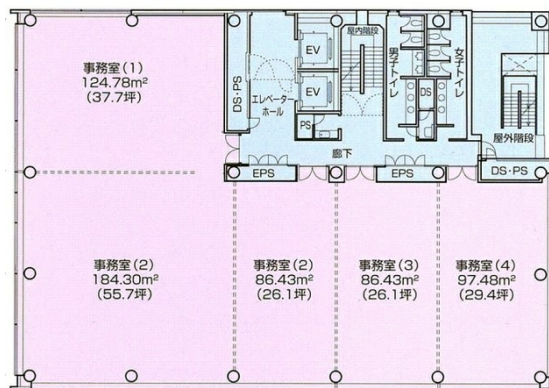 事務室(1)
124.78m²
(37.7坪)
DS・PS
エレベーター
ホール
EV
EV
屋内階段
PS
男子トイレ
DS
女子トイレ
屋外階段
廊下
EPS
EPS
DS・PS
事務室(2)
184.30m²
(55.7坪)
事務室(2)
86.43m²
(26.1坪)
事務室(3)
86.43m²
(26.1坪)
事務室(4)
97.48m²
(29.4坪)